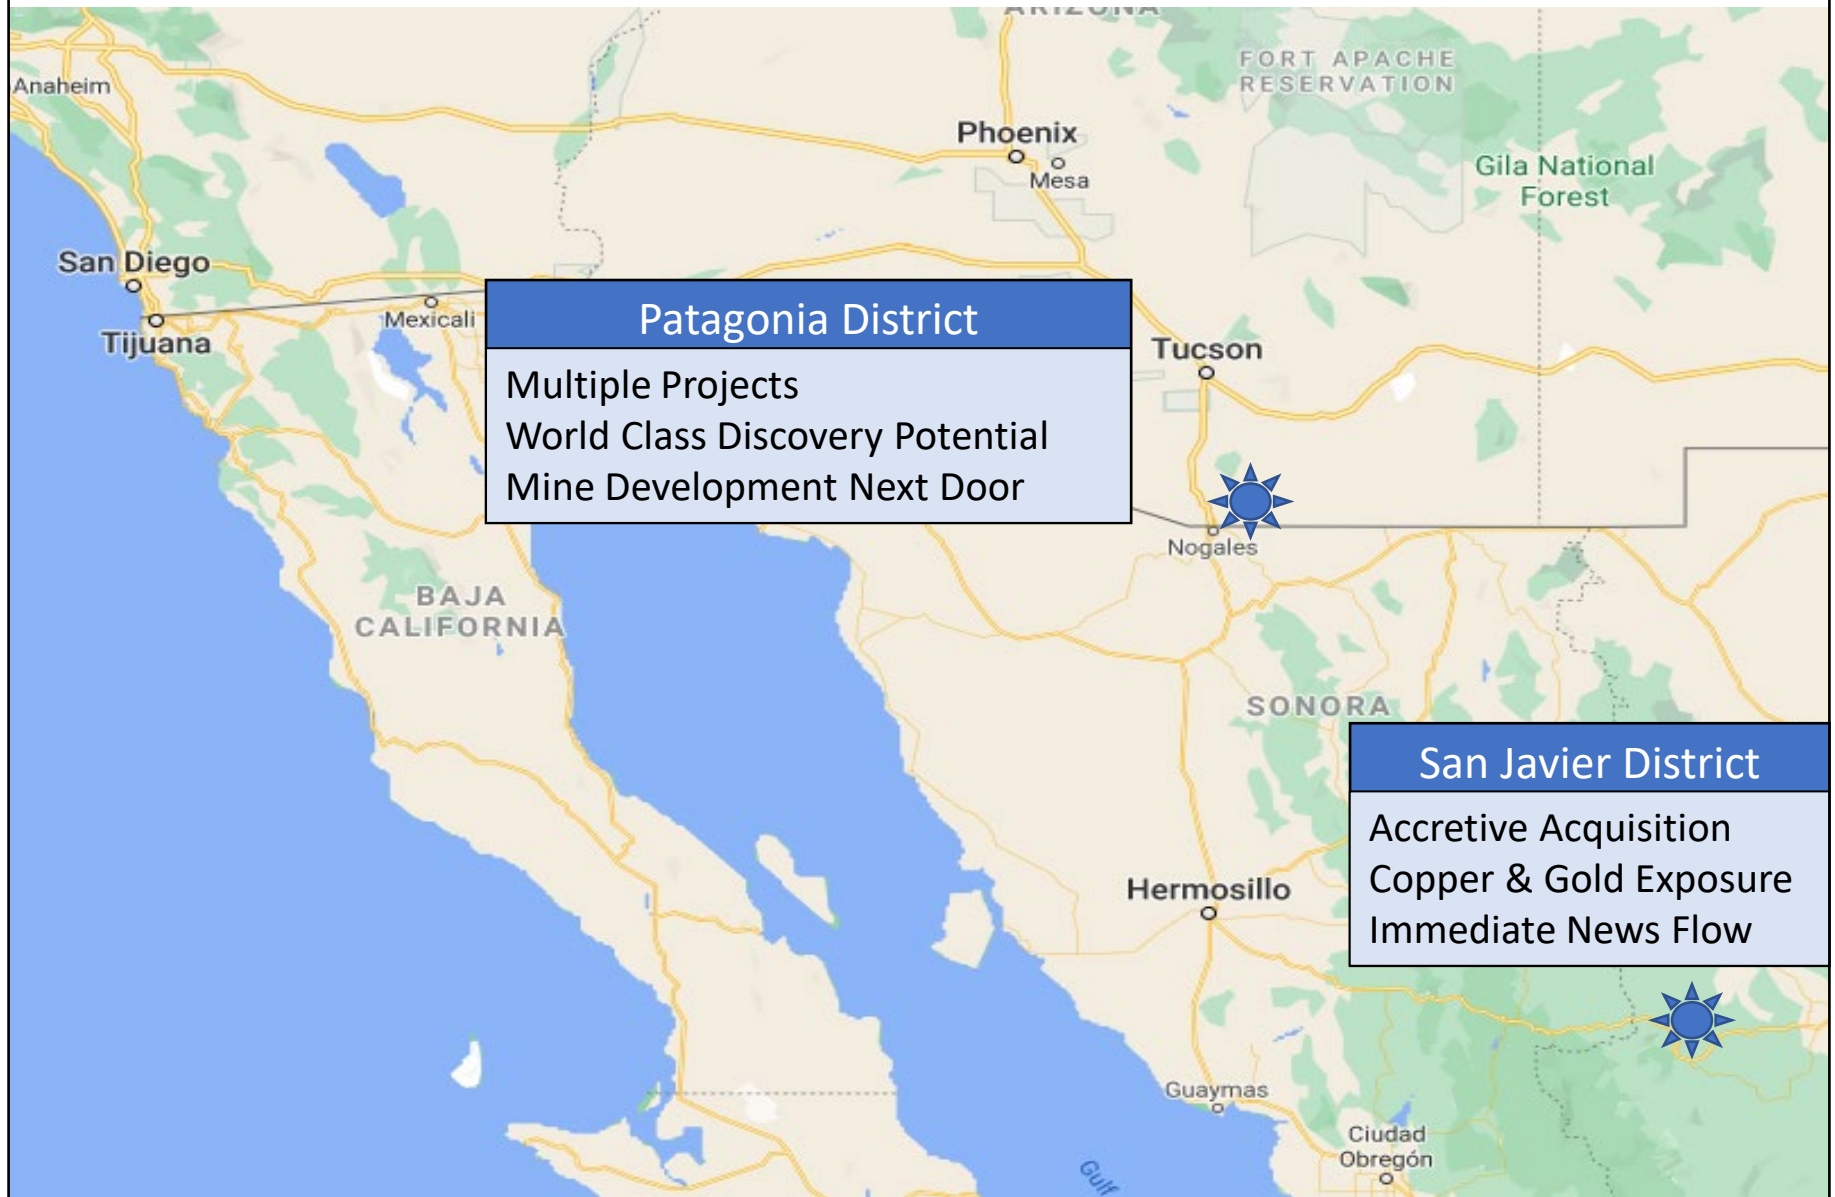 ARIZONA
Anaheim
FORT APACHE
RESERVATION
Phoenix
Mesa
Gila National
Forest
San Diego
Tijuana
Mexicali
Patagonia District
Multiple Projects
World Class Discovery Potential
Mine Development Next Door
Tucson
Nogales
BAJA
CALIFORNIA
SONORA
San Javier District
Accretive Acquisition
Copper & Gold Exposure
Immediate News Flow
Hermosillo
Guaymas
Ciudad
Obregón
Gulf